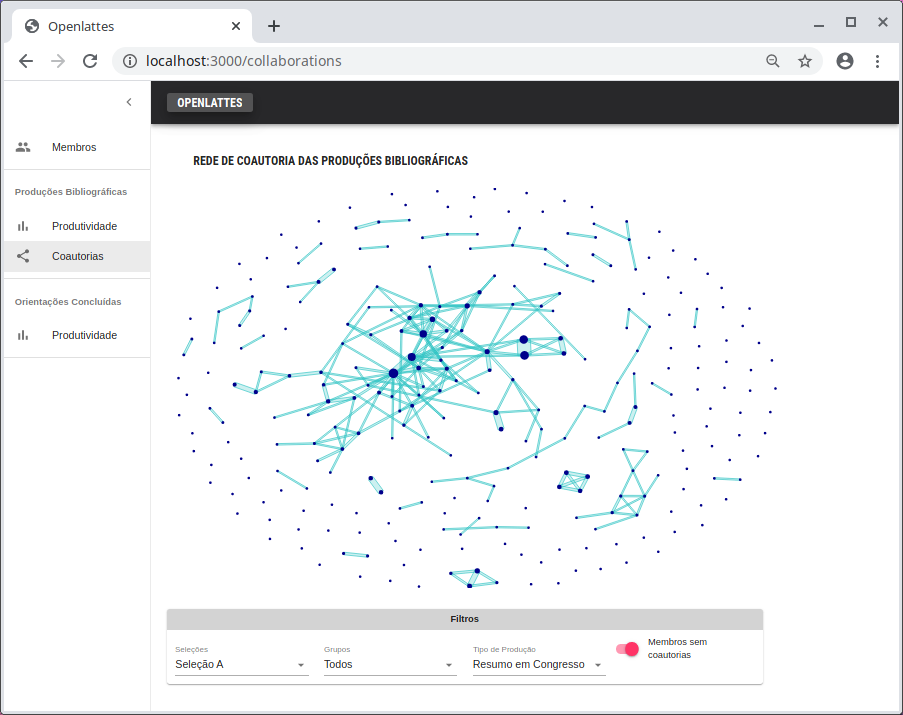 Openlattes
localhost:3000/collaborations
OPENLATTES
Membros
Produções Bibliográficas
Produtividade
Coautorias
Orientações Concluídas
Produtividade
REDE DE COAUTORIA DAS PRODUÇÕES BIBLIOGRÁFICAS
Filtros
Seleções
Seleção A
Grupos
Todos
Tipo de Produção
Resumo em Congresso
Membros sem
coautorias